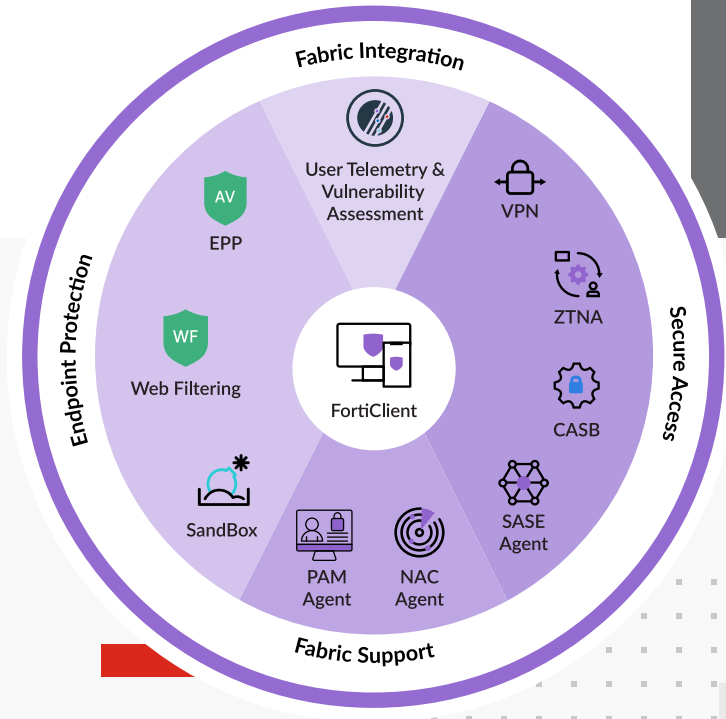 Fabric Integration
User Telemetry &
Vulnerability
Assessment
VPN
ZTNA
CASB
SASE
Agent
Secure Access
AV
EPP
WF
Web Filtering
SandBox
Endpoint Protection
FortiClient
PAM
Agent
NAC
Agent
Fabric Support